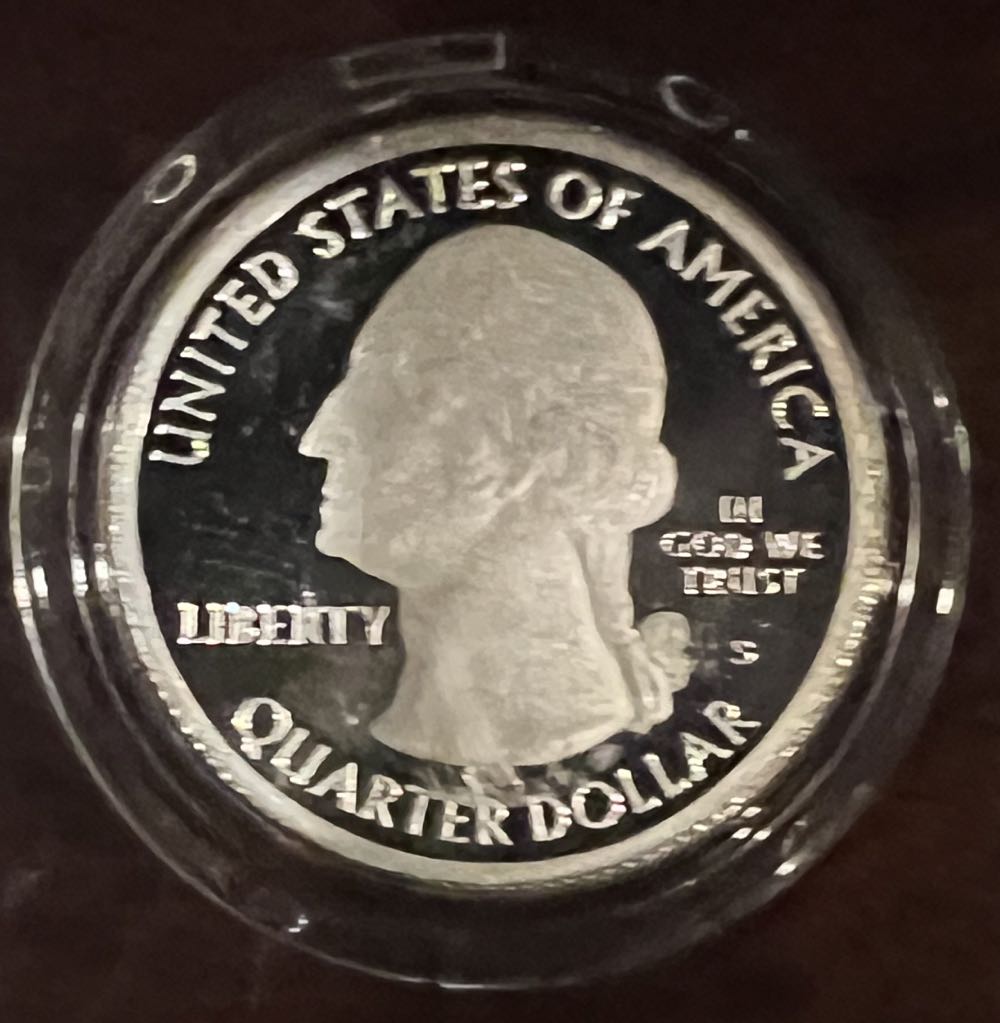 UNITED STATES OF AMERICA
LIBERTY
IN
GOD WE
TRUST
S
QUARTER DOLLAR